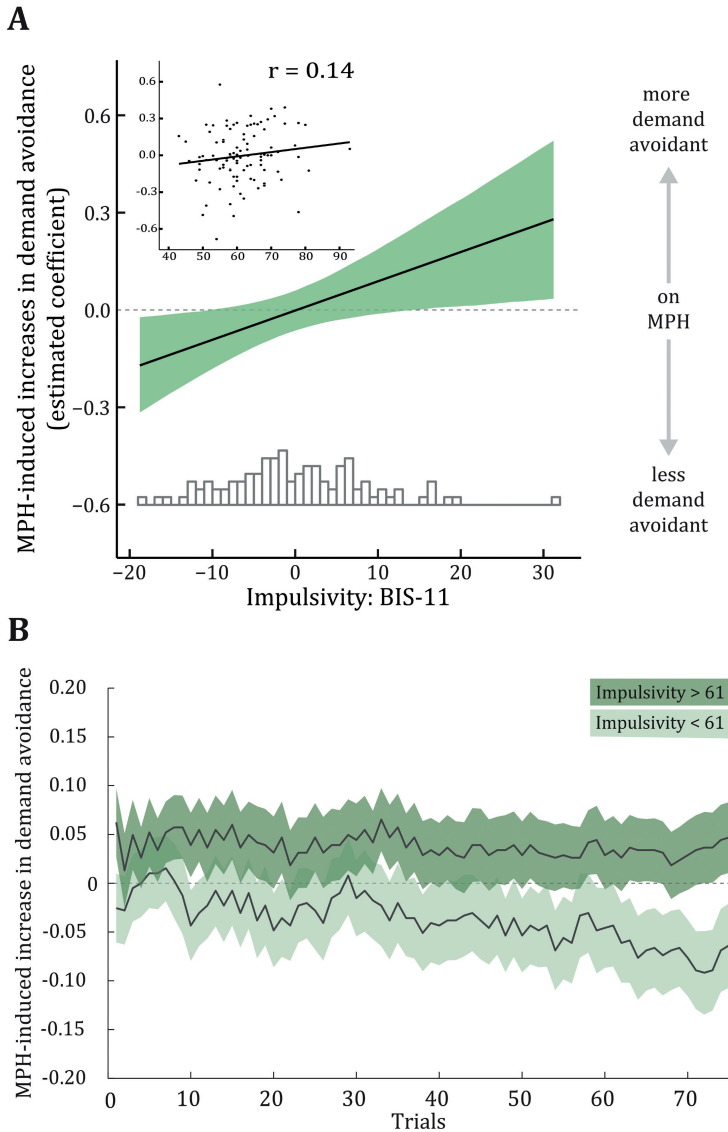 A
MPH-induced increases in demand avoidance
(estimated coefficient)
0.6
0.3
0.0
−0.3
−0.6
r = 0.14
0.6
0.3
0.0
-0.3
-0.6
40 50 60 70 80 90
−20 −10 0 10 20 30
Impulsivity: BIS-11
more
demand
avoidant
on
MPH
less
demand
avoidant
B
MPH-induced increase in demand avoidance
0.20
0.15
0.10
0.05
0
-0.05
-0.10
-0.15
-0.20
Impulsivity > 61
Impulsivity < 61
0 10 20 30 40 50 60 70
Trials